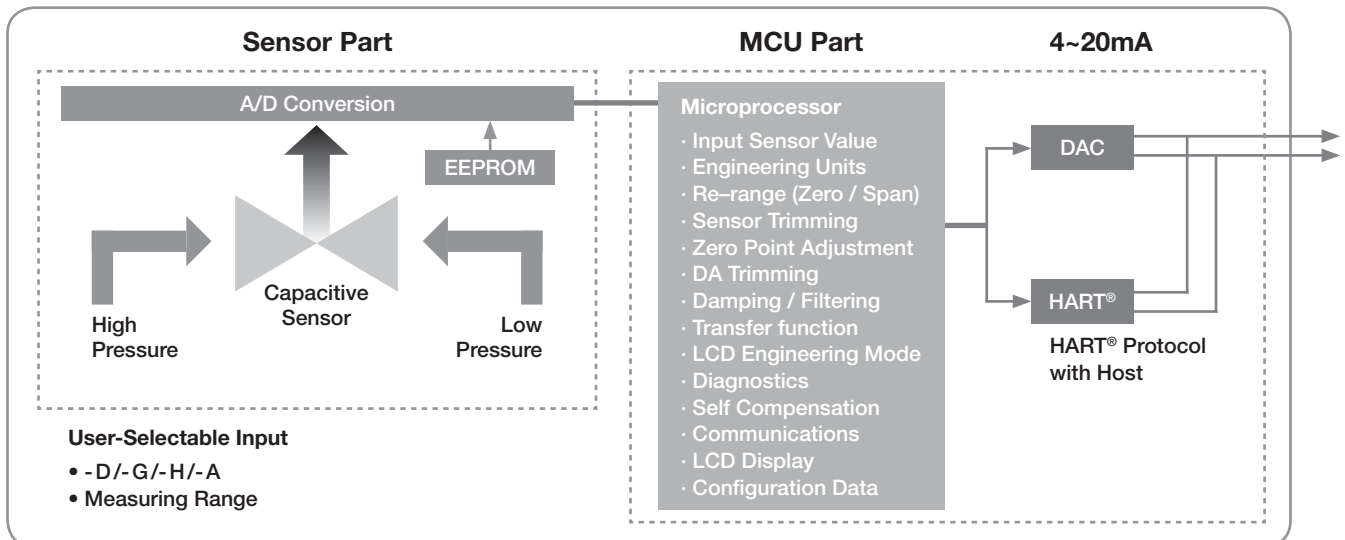 Sensor Part
MCU Part
4~20mA
A/D Conversion
EEPROM
Capacitive
Sensor
High
Pressure
Low
Pressure
User-Selectable Input
• -D/-G/-H/-A
• Measuring Range
Microprocessor
· Input Sensor Value
· Engineering Units
· Re–range (Zero / Span)
· Sensor Trimming
· Zero Point Adjustment
· DA Trimming
· Damping / Filtering
· Transfer function
· LCD Engineering Mode
· Diagnostics
· Self Compensation
· Communications
· LCD Display
· Configuration Data
DAC
HART®
HART® Protocol
with Host